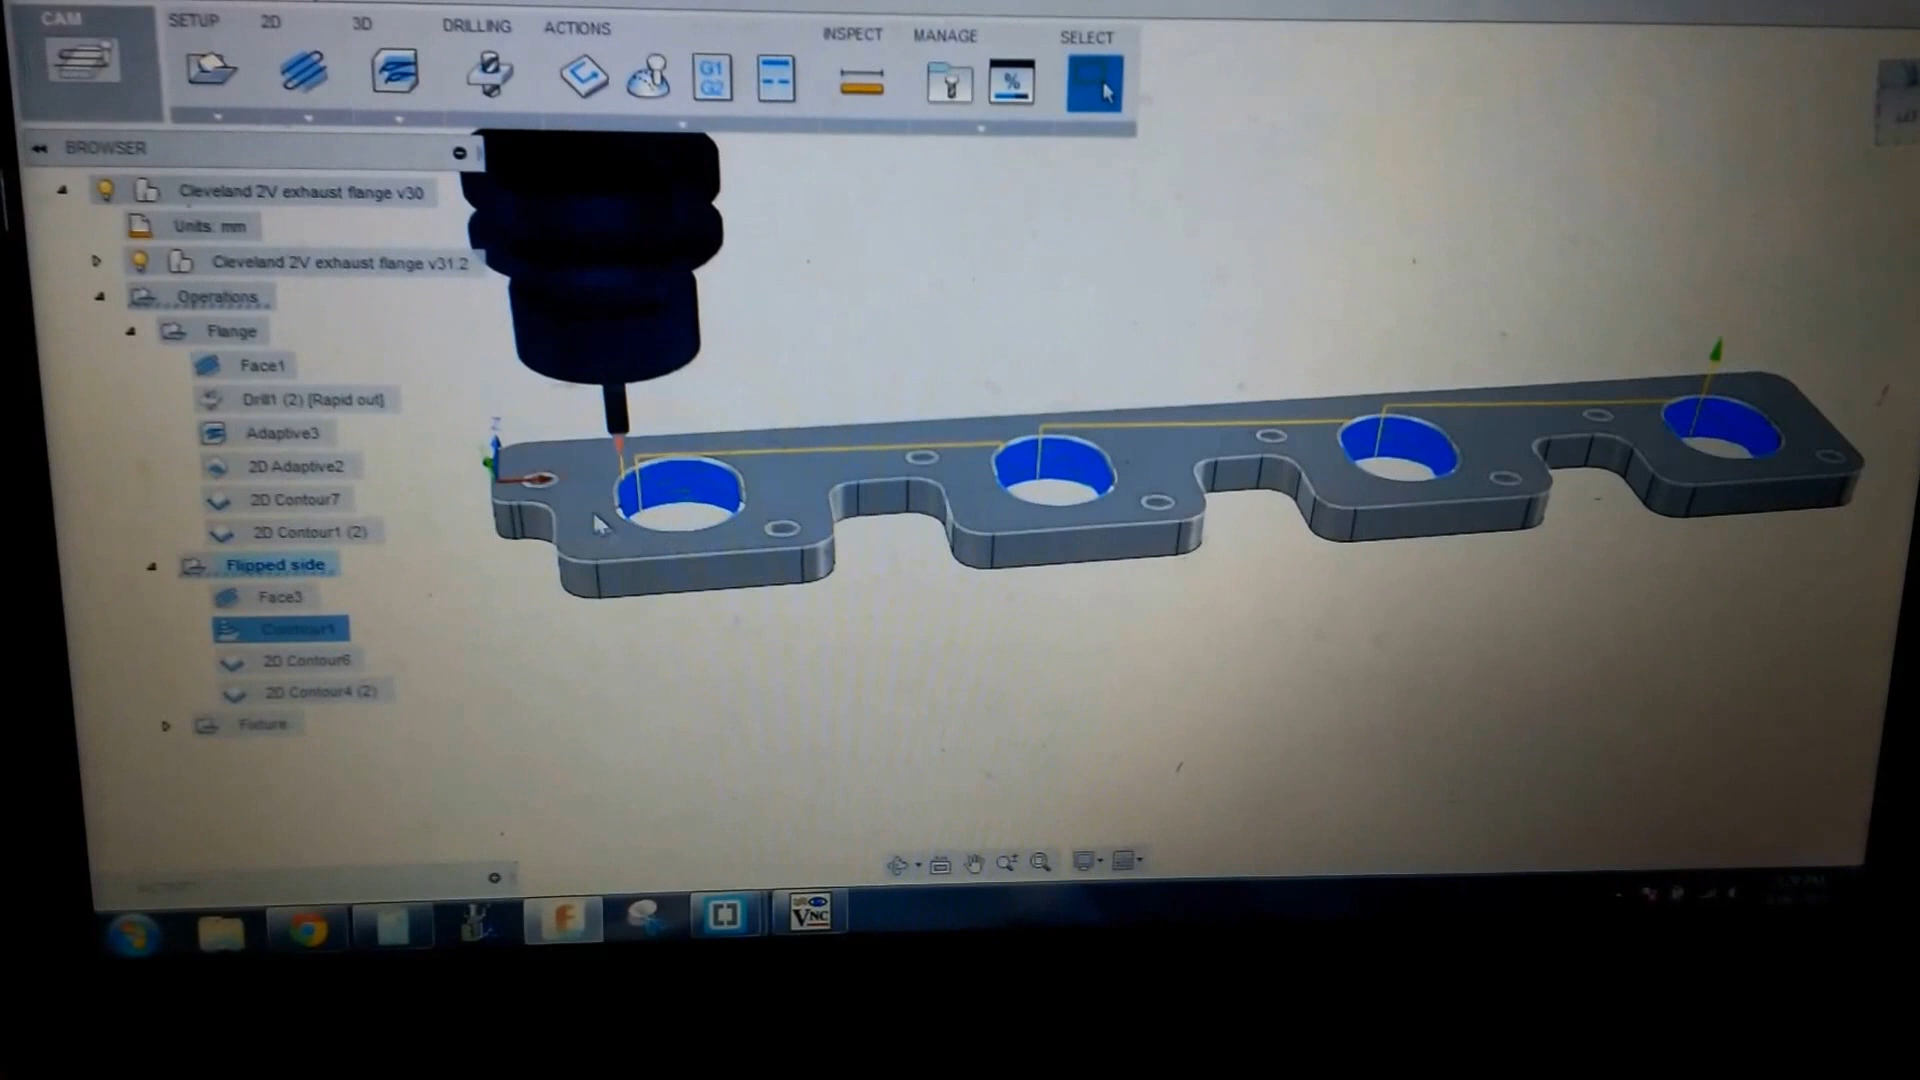 CAM SETUP 2D 3D DRILLING ACTIONS INSPECT MANAGE SELECT
G1
G2
%
BROWSER
Cleveland 2V exhaust flange v30
Units: mm
Cleveland 2V exhaust flange v31.2
Operations
Flange
Face1
Drill1 (2) [Rapid out]
Adaptive3
2D Adaptive2
2D Contour7
2D Contour1 (2)
Flipped side
Face3
Contour1
2D Contour6
2D Contour4 (2)
Fixture
Z
F
VNC